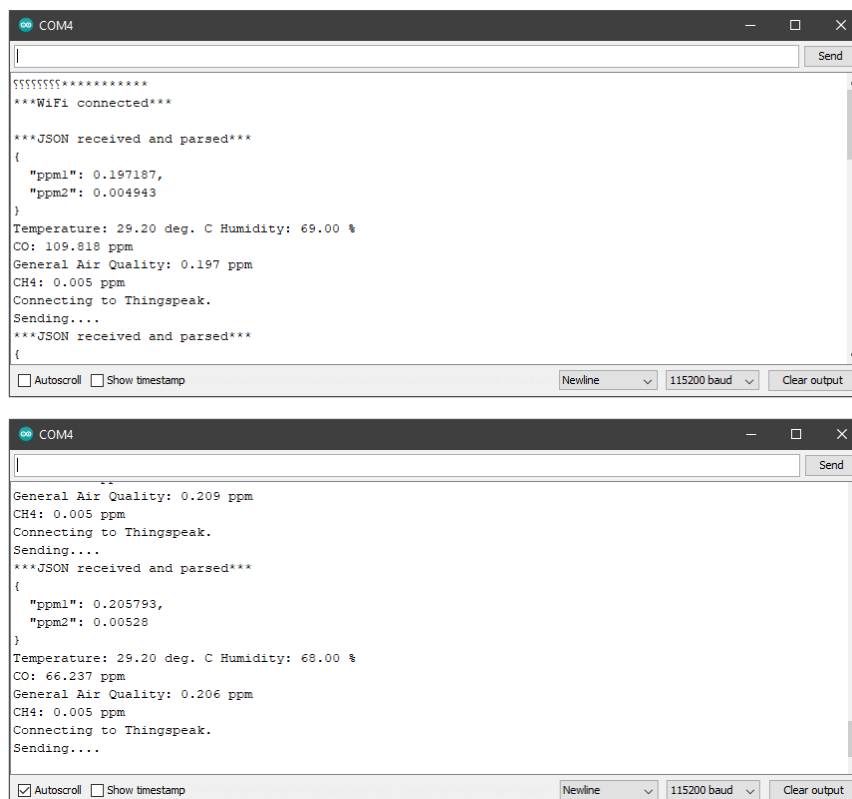 COM4
Send
⸮⸮⸮⸮⸮⸮⸮⸮***********
***WiFi connected***
***JSON received and parsed***
{
"ppm1": 0.197187,
"ppm2": 0.004943
}
Temperature: 29.20 deg. C Humidity: 69.00 %
CO: 109.818 ppm
General Air Quality: 0.197 ppm
CH4: 0.005 ppm
Connecting to Thingspeak.
Sending....
***JSON received and parsed***
{
Autoscroll Show timestamp Newline 115200 baud Clear output
COM4
Send
General Air Quality: 0.209 ppm
CH4: 0.005 ppm
Connecting to Thingspeak.
Sending....
***JSON received and parsed***
{
"ppm1": 0.205793,
"ppm2": 0.00528
}
Temperature: 29.20 deg. C Humidity: 68.00 %
CO: 66.237 ppm
General Air Quality: 0.206 ppm
CH4: 0.005 ppm
Connecting to Thingspeak.
Sending....
Autoscroll Show timestamp Newline 115200 baud Clear output